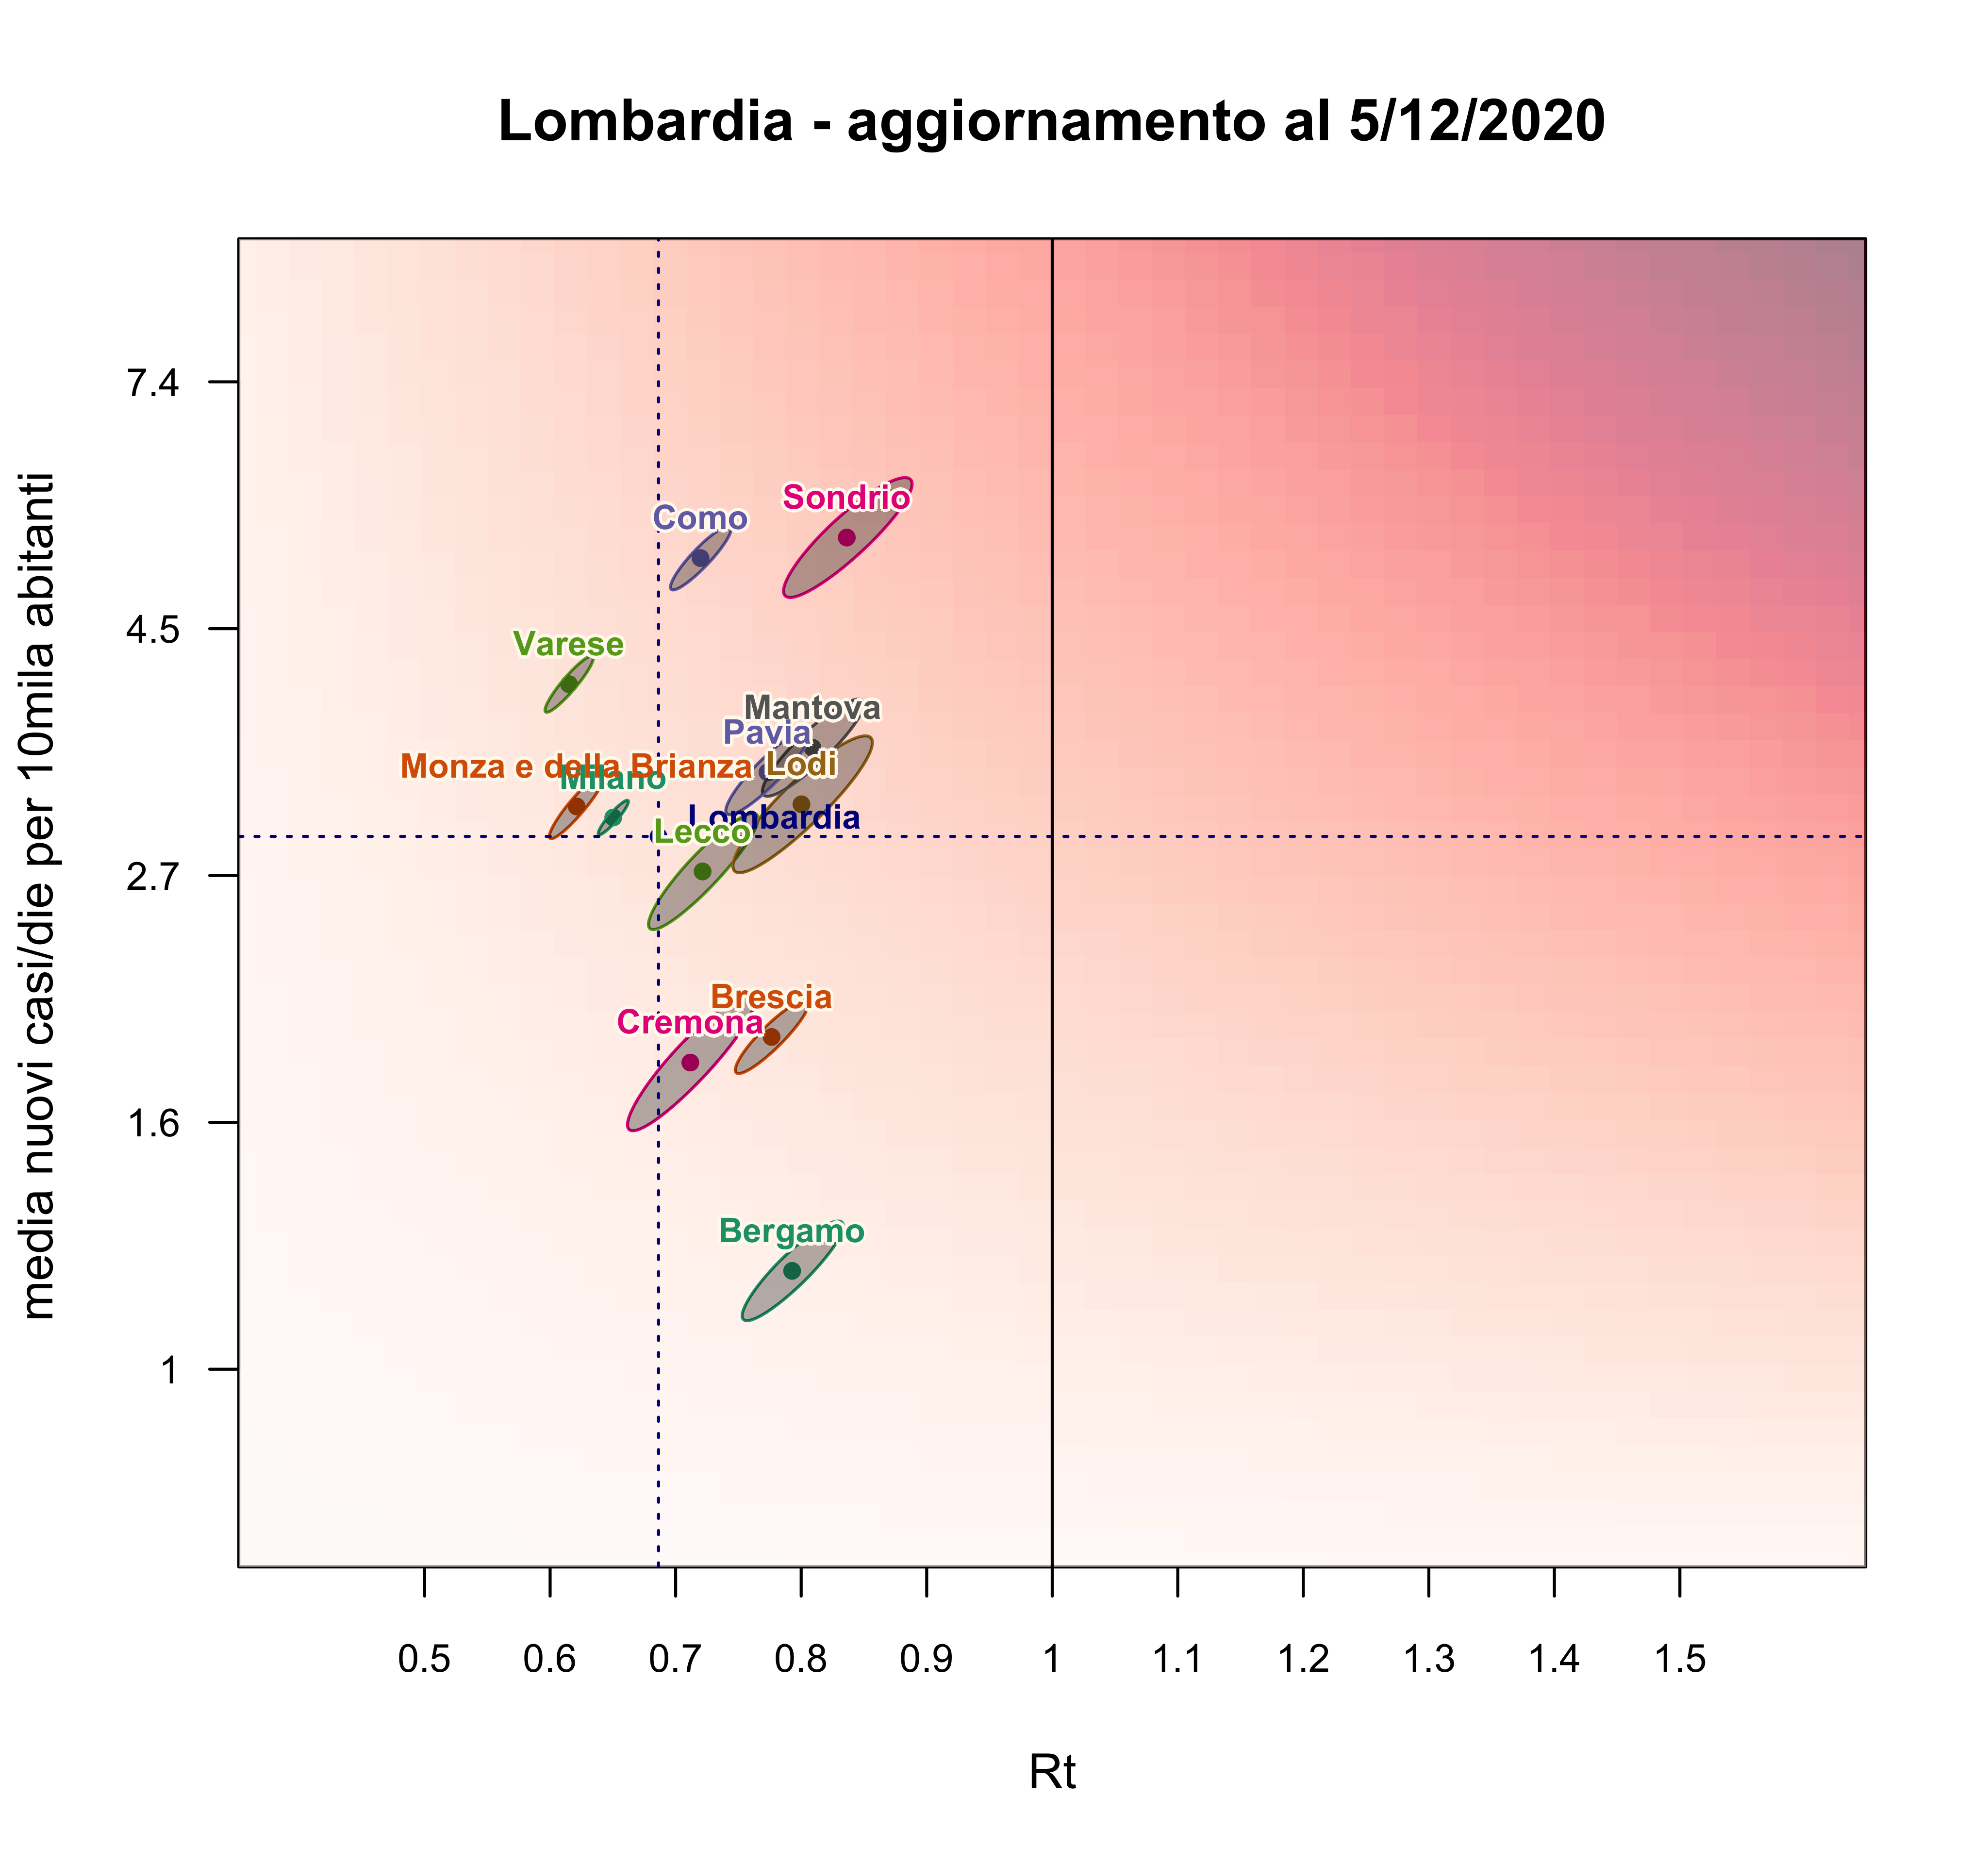 Lombardia - aggiornamento al 5/12/2020
media nuovi casi/die per 10mila abitanti
7.4
4.5
2.7
1.6
1
Sondrio
Como
Varese
Mantova
Pavia
Lodi
Monza e della Brianza
Milano
Lombardia
Lecco
Brescia
Cremona
Bergamo
0.5 0.6 0.7 0.8 0.9 1 1.1 1.2 1.3 1.4 1.5
Rt